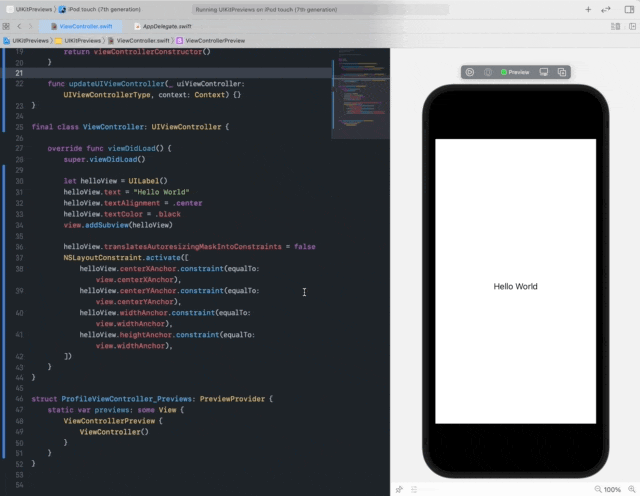 UIKitPreviews
iPod touch (7th generation)
Running UIKitPreviews on iPod touch (7th generation)
ViewController.swift
AppDelegate.swift
UIKitPreviews
UIKitPreviews
ViewController.swift
ViewControllerPreview
19 return viewControllerConstructor()
20 }
21
22 func updateUIViewController(_ uiViewController:
UIViewControllerType, context: Context) {}
23 }
24
25 final class ViewController: UIViewController {
26
27 override func viewDidLoad() {
28 super.viewDidLoad()
29
30 let helloView = UILabel()
31 helloView.text = "Hello World"
32 helloView.textAlignment = .center
33 helloView.textColor = .black
34 view.addSubview(helloView)
35
36 helloView.translatesAutoresizingMaskIntoConstraints = false
37 NSLayoutConstraint.activate([
38 helloView.centerXAnchor.constraint(equalTo:
view.centerXAnchor),
39 helloView.centerYAnchor.constraint(equalTo:
view.centerYAnchor),
40 helloView.widthAnchor.constraint(equalTo:
view.widthAnchor),
41 helloView.heightAnchor.constraint(equalTo:
view.widthAnchor),
42 ])
43 }
44 }
45
46 struct ProfileViewController_Previews: PreviewProvider {
47 static var previews: some View {
48 ViewControllerPreview {
49 ViewController()
50 }
51 }
52 }
53
54
Preview
Hello World
100%